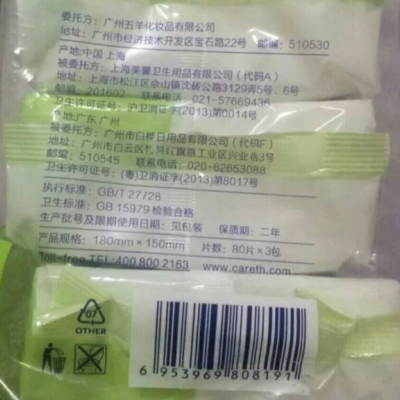 委托方：广州五羊化妆品有限公司
地址：广州市经济技术开发区宝石路22号 邮编：510530
产地：中国 上海
被委托方：上海美馨卫生用品有限公司（代码A）
地址：上海市松江区佘山镇沈砖公路3129弄5号、6号
邮编：201602 联系电话：021-57669436
卫生许可证号：沪卫消证字(2013)第0014号
产地：广东 广州
被委托方：广州市白桦日用品有限公司（代码F）
地址：广州市白云区红旗路工业区兴业路3号
邮编：510545 联系电话：020-62653088
卫生许可证号：(粤)卫消证字(2013)第8017号
执行标准：GB/T 27728
卫生标准：GB 15979 检验合格
生产批号及限期使用日期：见包装 保质期：二年
产品规格：180mm×150mm 片数：80片×3包
Toll-free TEL:400 800 2163 www.careth.com
07
OTHER
6 953969 808191